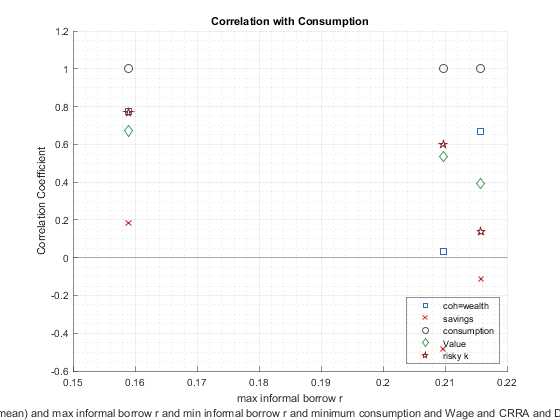 Correlation with Consumption
1.2
1
0.8
0.6
0.4
0.2
0
-0.2
-0.4
-0.6
Correlation Coefficient
coh=wealth
savings
consumption
Value
risky k
0.15 0.16 0.17 0.18 0.19 0.2 0.21 0.22
max informal borrow r
mean) and max informal borrow r and min informal borrow r and minimum consumption and Wage and CRRA and